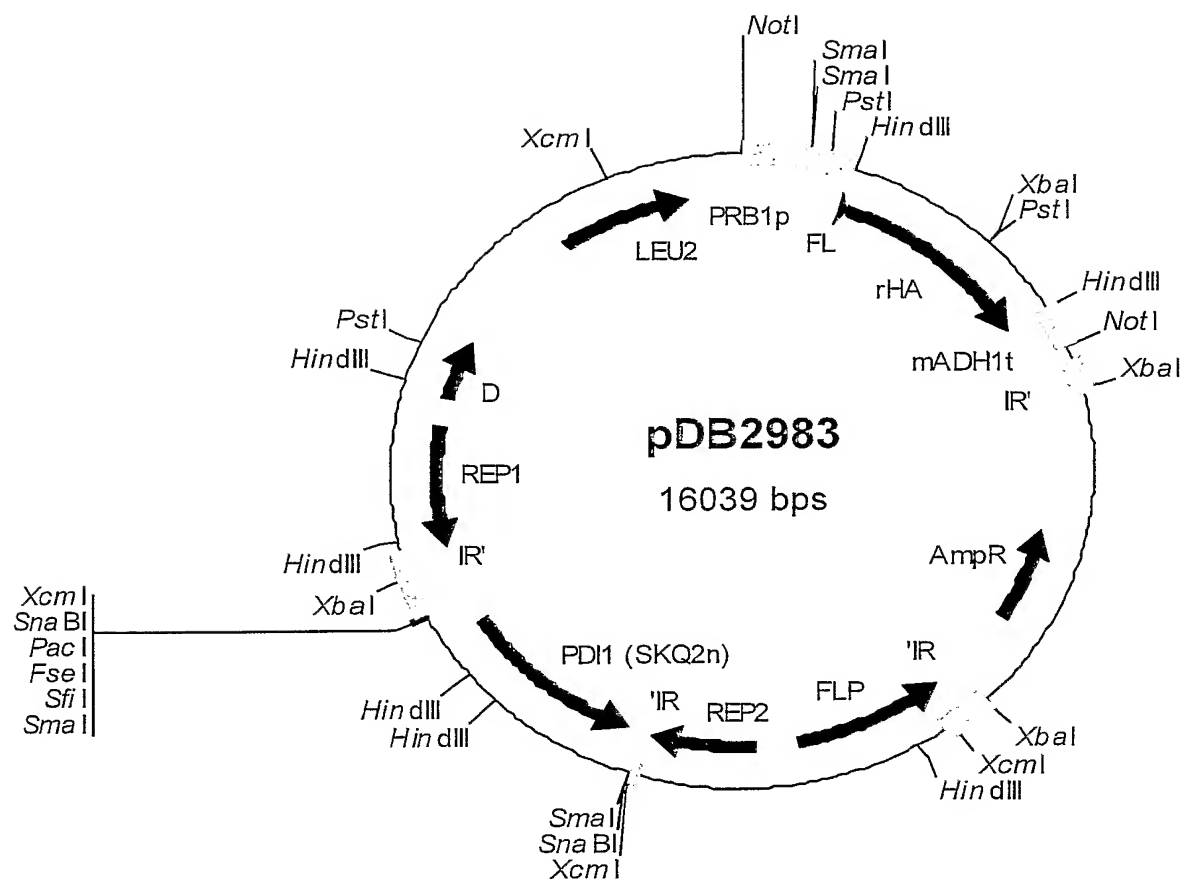 NotI
SmaI
SmaI
PstI
HindIII
XcmI
XbaI
PstI
PRB1p
LEU2
FL
rHA
HindIII
NotI
PstI
HindIII
mADH1t
XbaI
D
IR'
pDB2983
16039 bps
REP1
HindIII
IR'
AmpR
XcmI
SnaBI
PacI
FseI
SfiI
SmaI
XbaI
PDI1 (SKQ2n)
'IR
FLP
'IR
REP2
HindIII
HindIII
XbaI
XcmI
HindIII
SmaI
SnaBI
XcmI